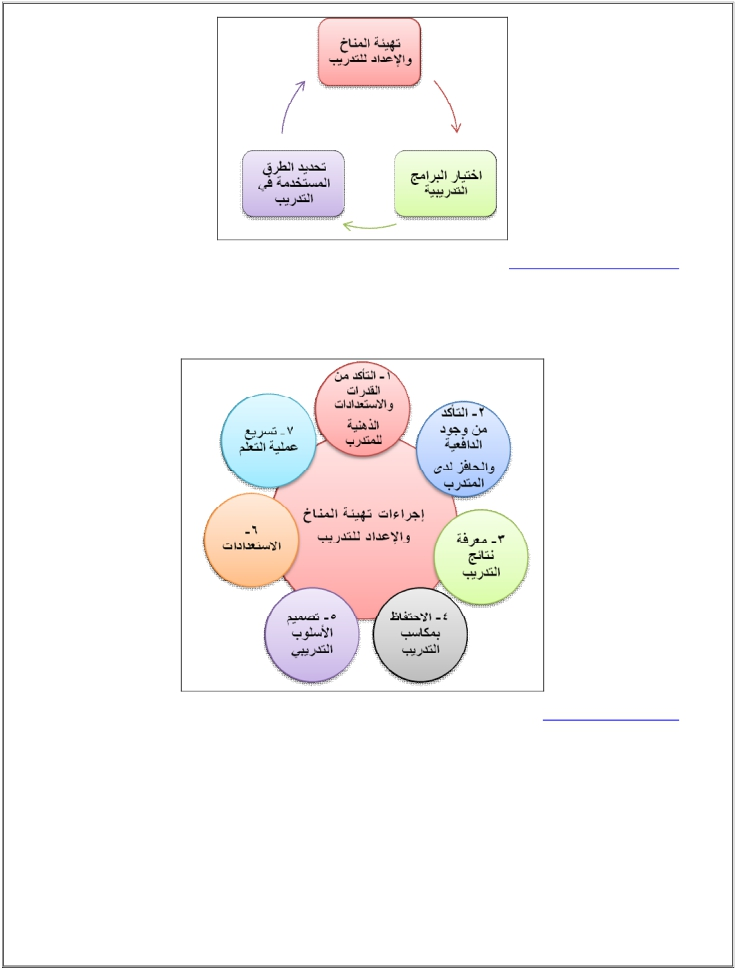 تهيئة المناخ
والإعداد للتدريب
اختيار البرامج
التدريبية
تحديد الطرق
المستخدمة في
التدريب
١- التأكد من
القدرات
والاستعدادات
الذهنية
للمتدرب
٢- التأكد
من وجود
الدافعية
والحافز لدى
المتدرب
٣- معرفة
نتائج
التدريب
٤- الاحتفاظ
بمكاسب
التدريب
٥- تصميم
الأسلوب
التدريبي
٦-
الاستعدادات
٧- تسريع
عملية التعلم
إجراءات تهيئة المناخ
والإعداد للتدريب